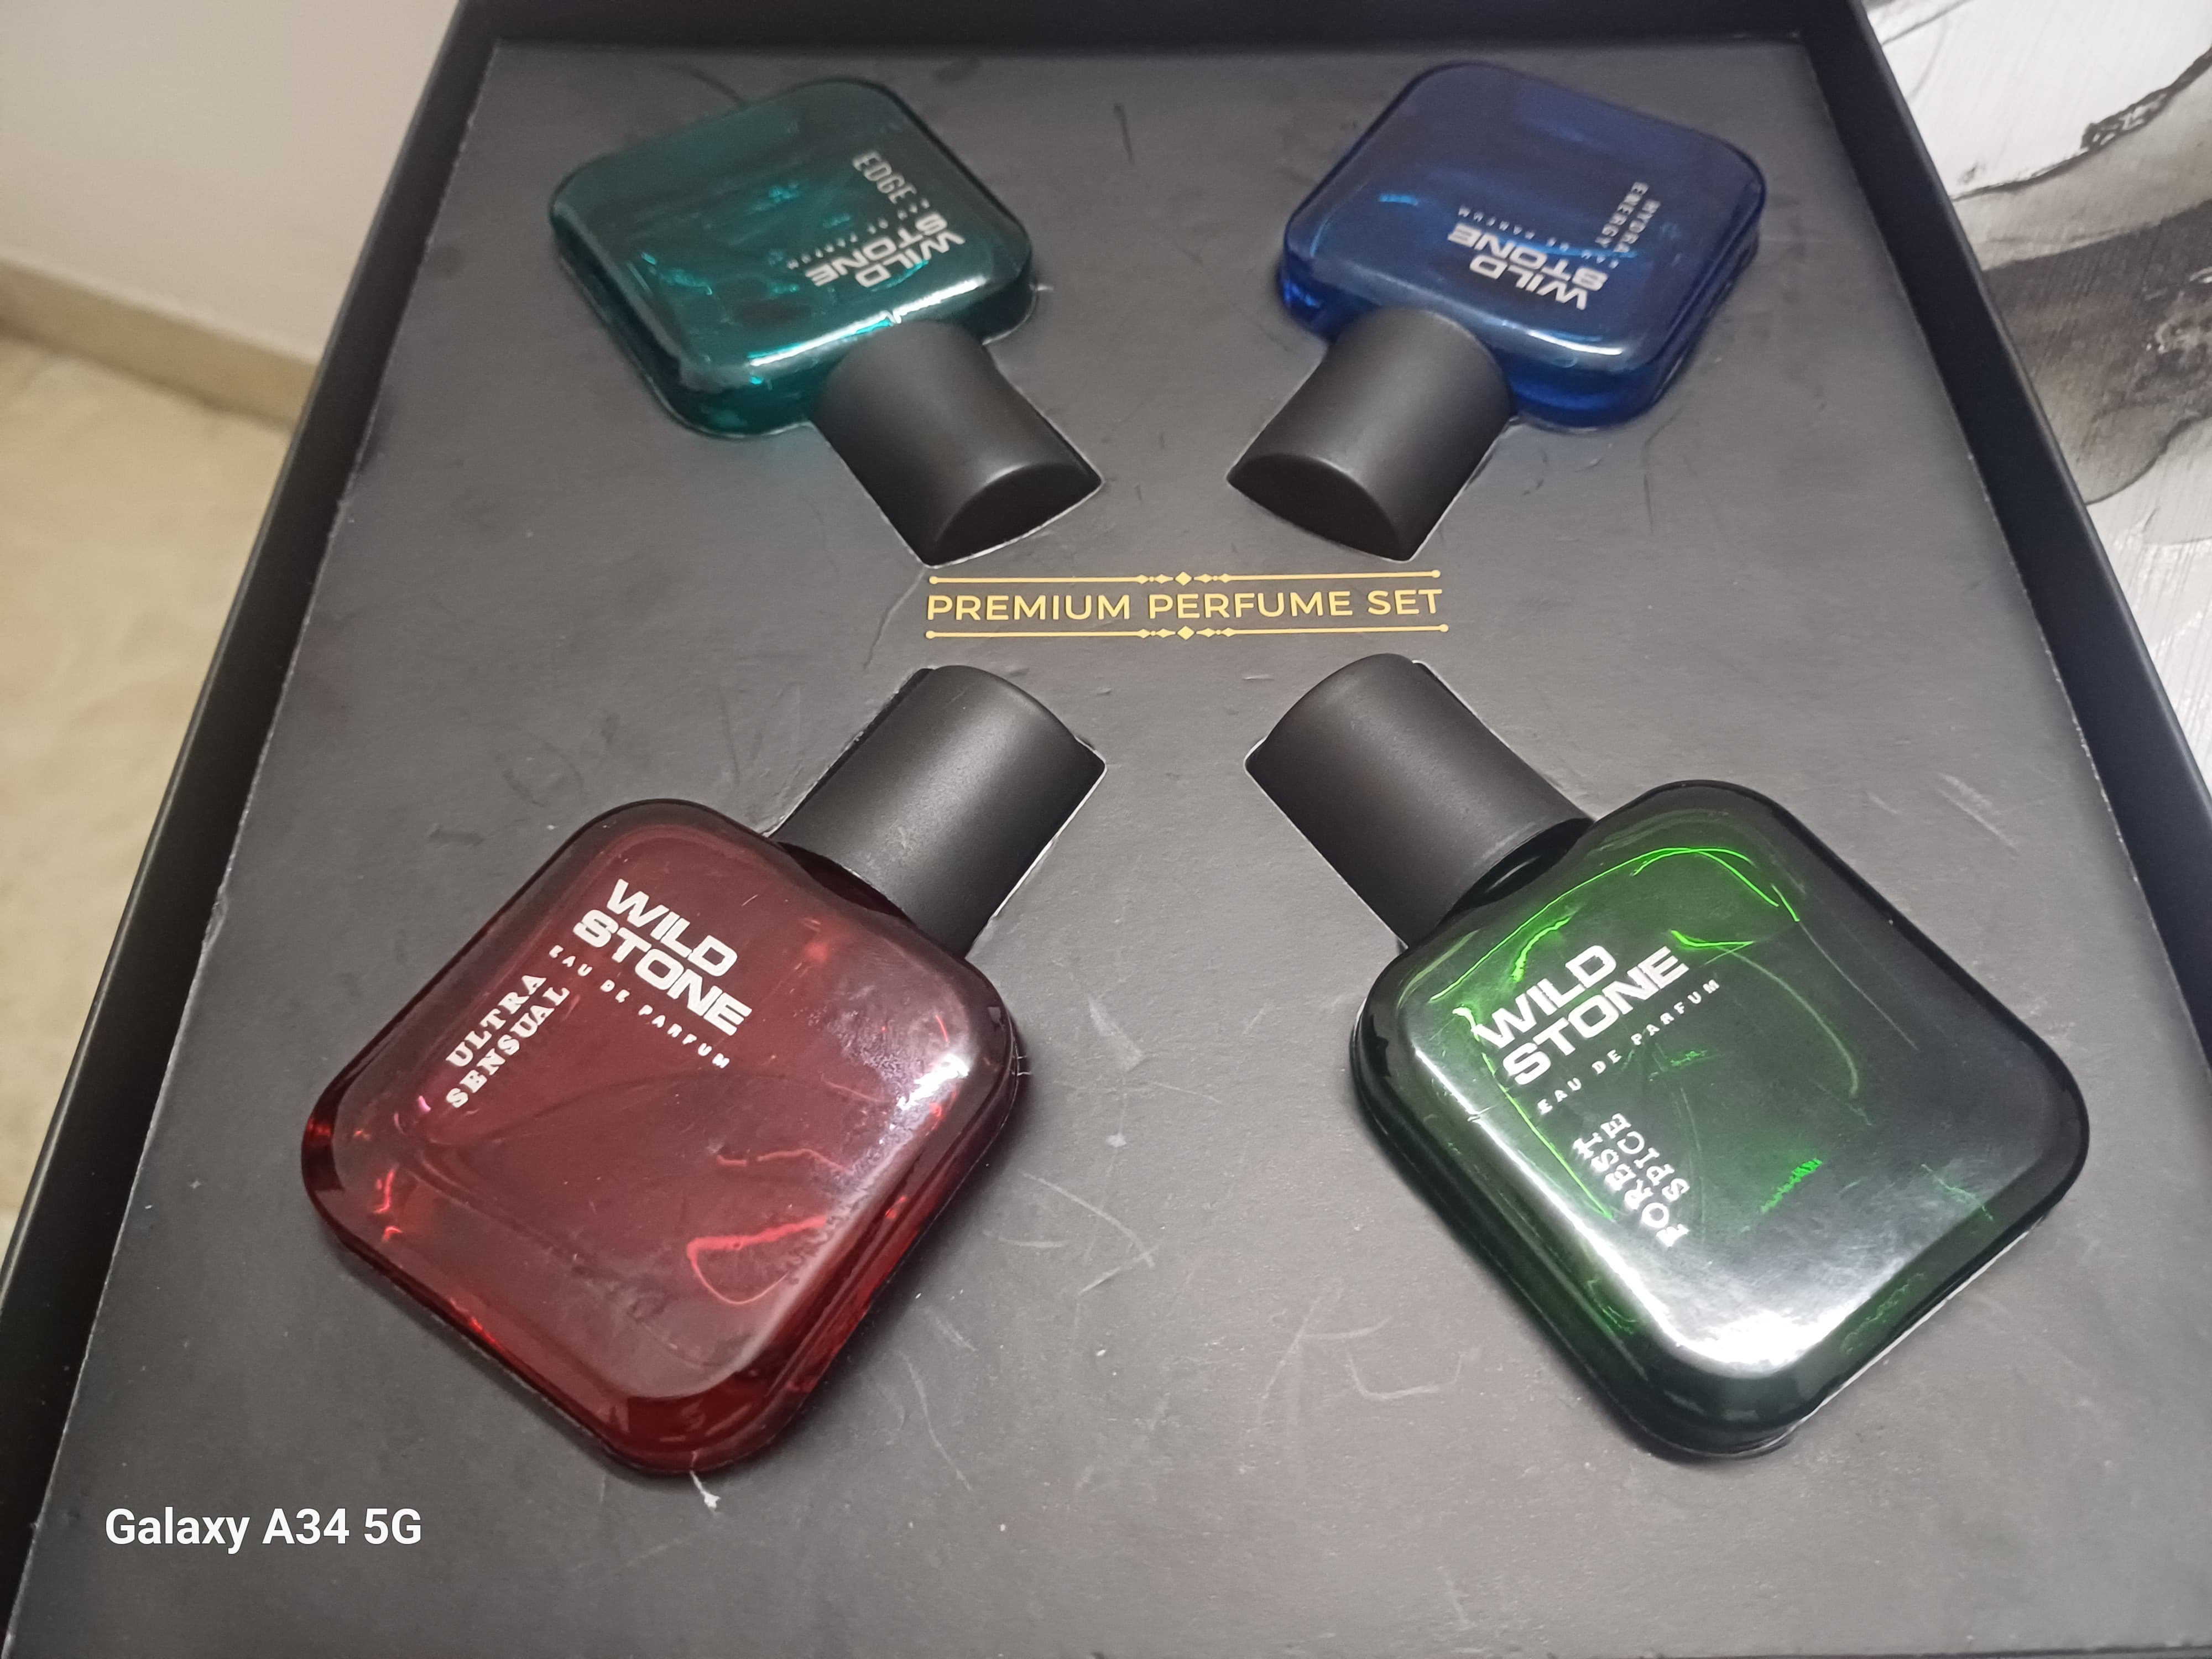 EDGE
WILD
STONE
EAU DE PARFUM
HYDRA
ENERGY
WILD
STONE
EAU DE PARFUM
PREMIUM PERFUME SET
WILD
STONE
EAU DE PARFUM
ULTRA
SENSUAL
WILD
STONE
EAU DE PARFUM
FOREST
SPICE
Galaxy A34 5G